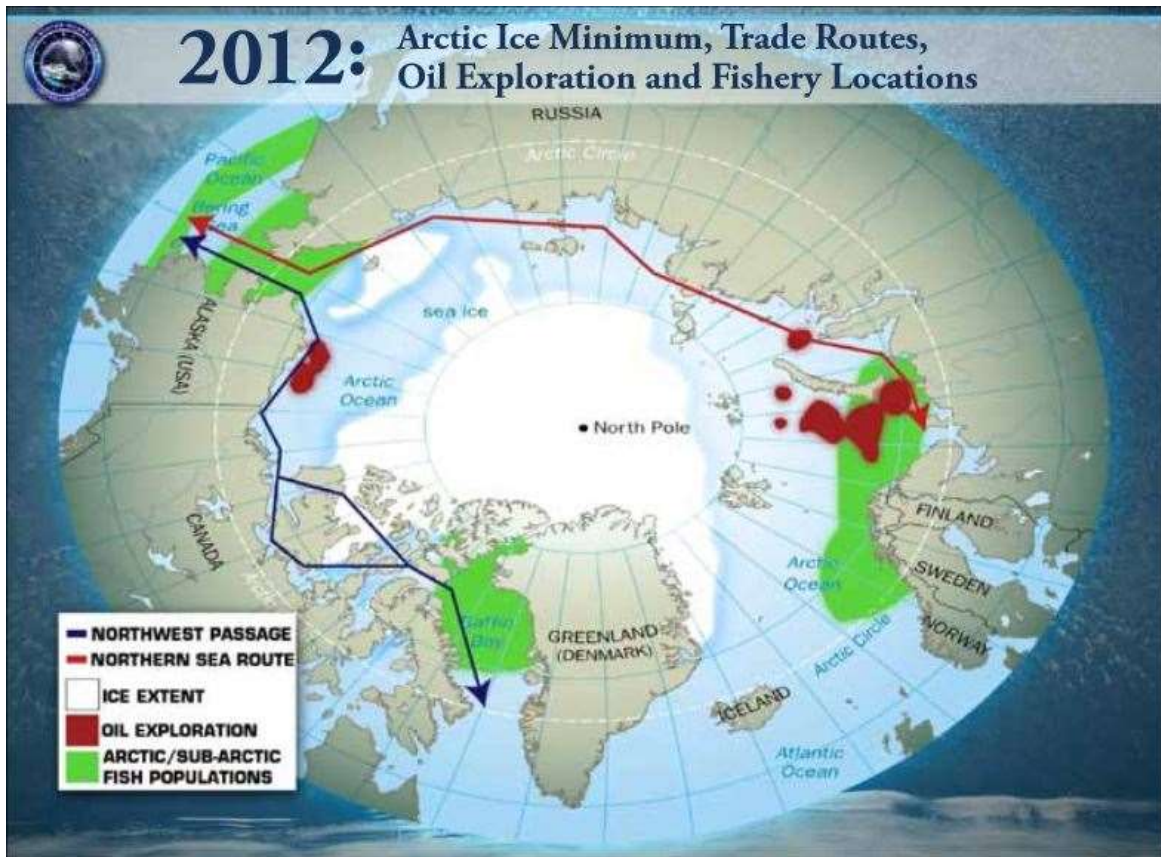 2012: Arctic Ice Minimum, Trade Routes,
Oil Exploration and Fishery Locations
RUSSIA
Arctic Circle
Pacific
Ocean
Bering
Sea
sea ice
ALASKA (USA)
Arctic
Ocean
North Pole
CANADA
FINLAND
SWEDEN
NORWAY
Arctic
Ocean
Arctic Circle
Baffin
Bay
GREENLAND
(DENMARK)
ICELAND
Atlantic
Ocean
NORTHWEST PASSAGE
NORTHERN SEA ROUTE
ICE EXTENT
OIL EXPLORATION
ARCTIC/SUB-ARCTIC
FISH POPULATIONS